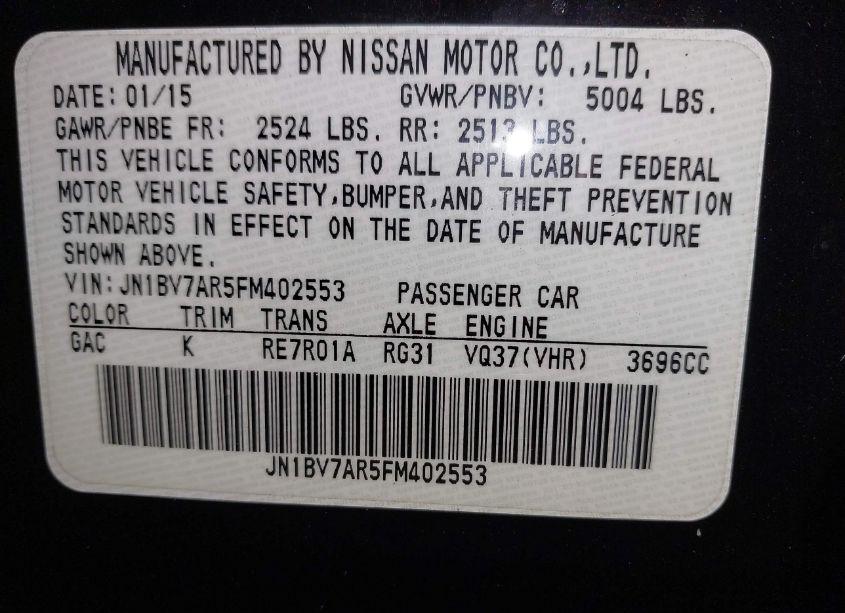 MANUFACTURED BY NISSAN MOTOR CO.,LTD.
DATE: 01/15 GVWR/PNBV: 5004 LBS.
GAWR/PNBE FR: 2524 LBS. RR: 2513 LBS.
THIS VEHICLE CONFORMS TO ALL APPLICABLE FEDERAL
MOTOR VEHICLE SAFETY,BUMPER,AND THEFT PREVENTION
STANDARDS IN EFFECT ON THE DATE OF MANUFACTURE
SHOWN ABOVE.
VIN:JN1BV7AR5FM402553 PASSENGER CAR
COLOR TRIM TRANS AXLE ENGINE
GAC K RE7R01A RG31 VQ37(VHR) 3696CC
JN1BV7AR5FM402553